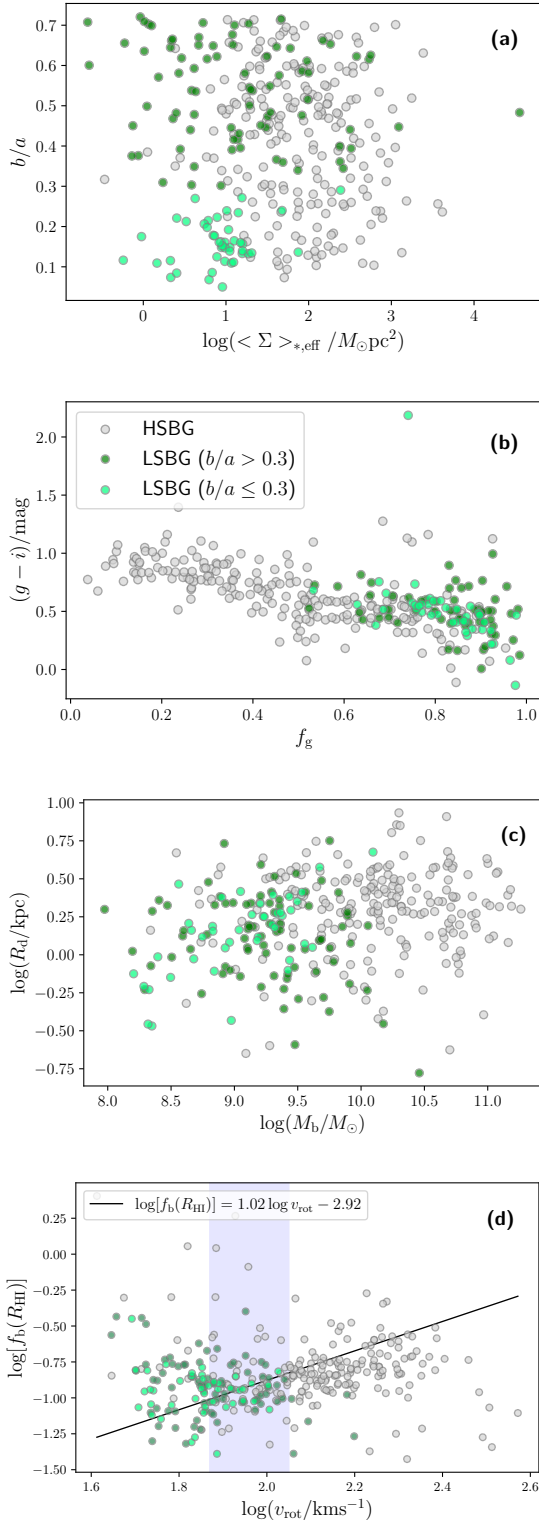 (a)
0.7
0.6
0.5
0.4
0.3
0.2
0.1
b/a
0 1 2 3 4
log(< Σ >∗,eff /M⊙pc²)
(b)
HSBG
LSBG (b/a > 0.3)
LSBG (b/a ≤ 0.3)
2.0
1.5
1.0
0.5
0.0
(g − i)/mag
0.0 0.2 0.4 0.6 0.8 1.0
fg
(c)
1.00
0.75
0.50
0.25
0.00
−0.25
−0.50
−0.75
log(Rd/kpc)
8.0 8.5 9.0 9.5 10.0 10.5 11.0
log(Mb/M⊙)
(d)
log[fb(RHI)] = 1.02 log vrot − 2.92
0.25
0.00
−0.25
−0.50
−0.75
−1.00
−1.25
−1.50
log[fb(RHI)]
1.6 1.8 2.0 2.2 2.4 2.6
log(vrot/kms⁻¹)